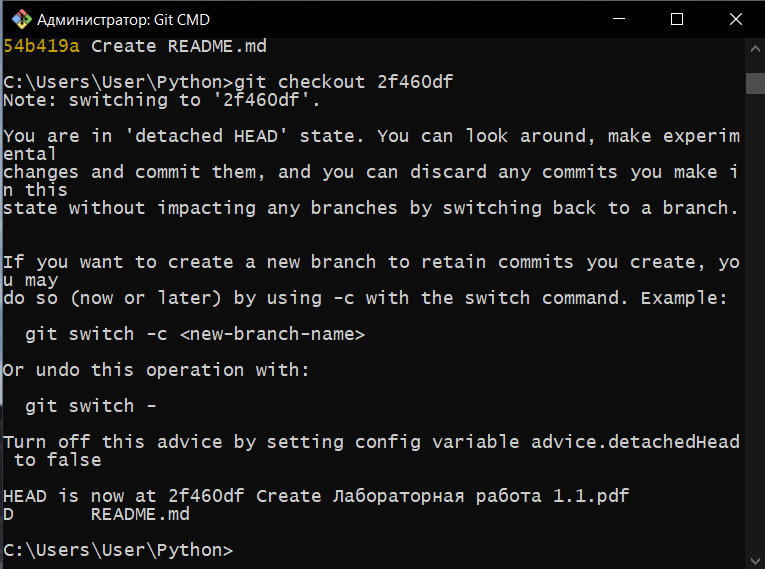 Администратор: Git CMD
54b419a Create README.md
C:\Users\User\Python>git checkout 2f460df
Note: switching to '2f460df'.
You are in 'detached HEAD' state. You can look around, make experim
ental
changes and commit them, and you can discard any commits you make i
n this
state without impacting any branches by switching back to a branch.
If you want to create a new branch to retain commits you create, yo
u may
do so (now or later) by using -c with the switch command. Example:
  git switch -c <new-branch-name>
Or undo this operation with:
  git switch -
Turn off this advice by setting config variable advice.detachedHead
 to false
HEAD is now at 2f460df Create Лабораторная работа 1.1.pdf
D       README.md
C:\Users\User\Python>